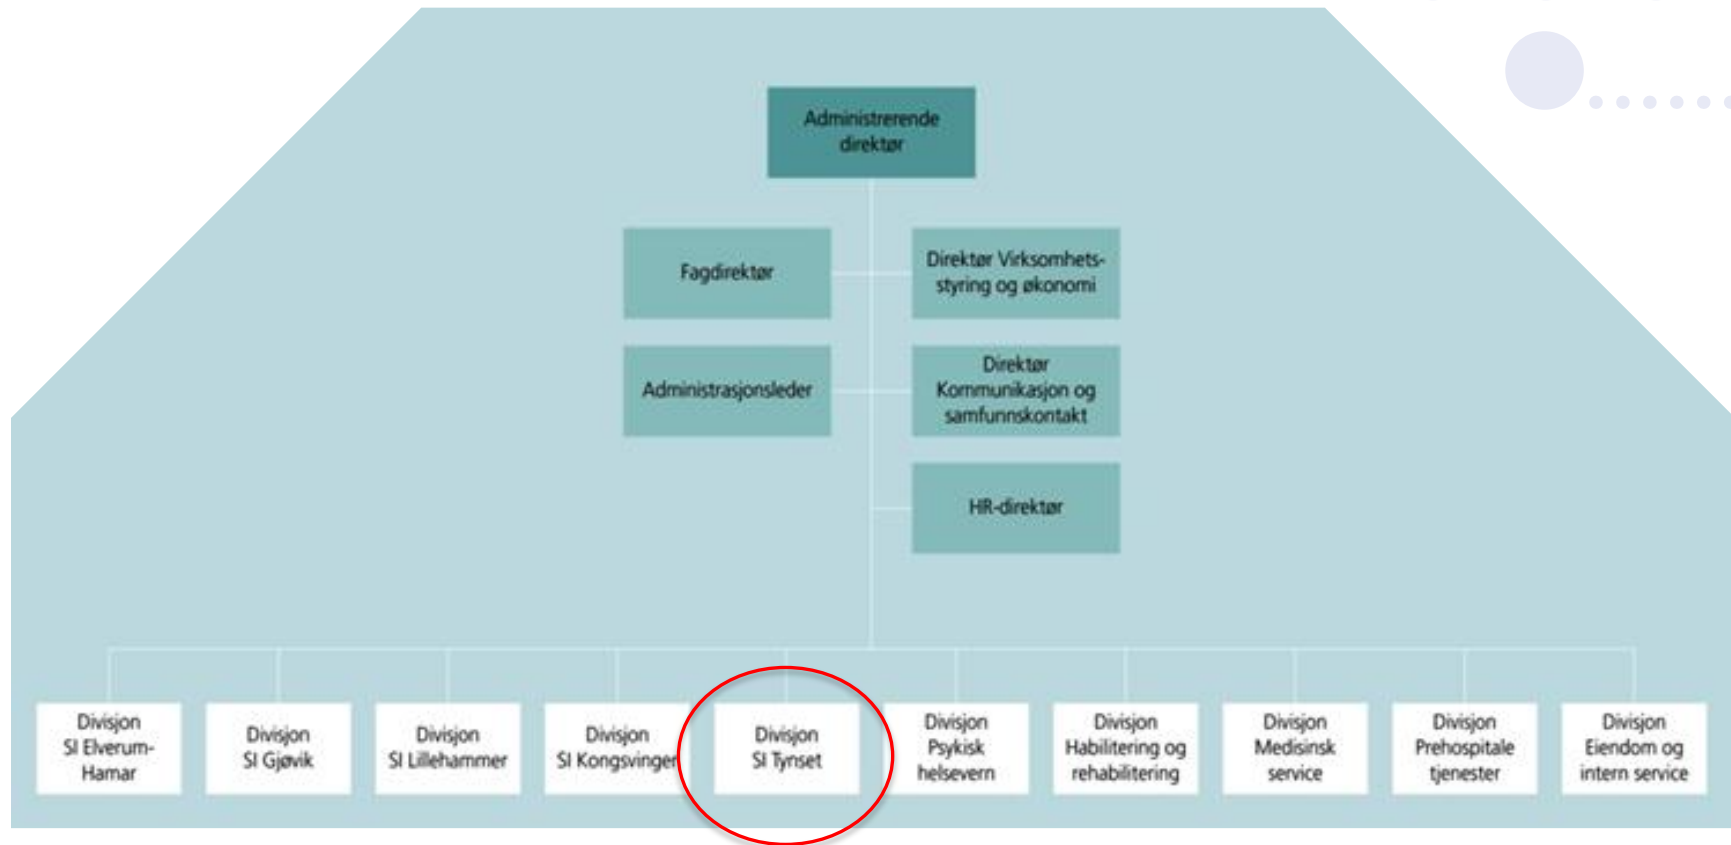 Administrerende
direktør
Fagdirektør
Direktør Virksomhets-
styring og økonomi
Administrasjonsleder
Direktør
Kommunikasjon og
samfunnskontakt
HR-direktør
Divisjon
SI Elverum-
Hamar
Divisjon
SI Gjøvik
Divisjon
SI Lillehammer
Divisjon
SI Kongsvinger
Divisjon
SI Tynset
Divisjon
Psykisk
helsevern
Divisjon
Habilitering og
rehabilitering
Divisjon
Medisinsk
service
Divisjon
Prehospitale
tjenester
Divisjon
Eiendom og
intern service